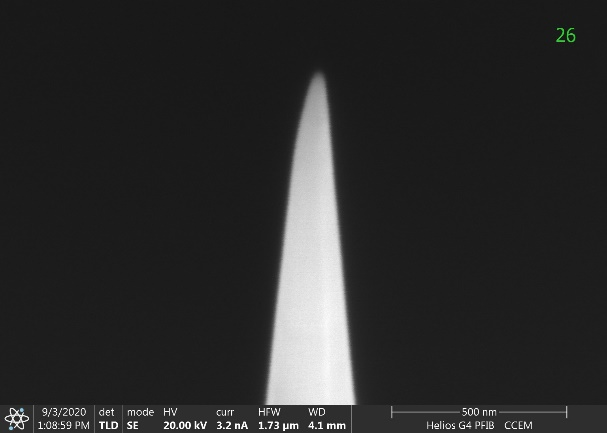 26
9/3/2020 det mode HV curr HFW WD 500 nm
1:08:59 PM TLD SE 20.00 kV 3.2 nA 1.73 µm 4.1 mm Helios G4 PFIB CCEM